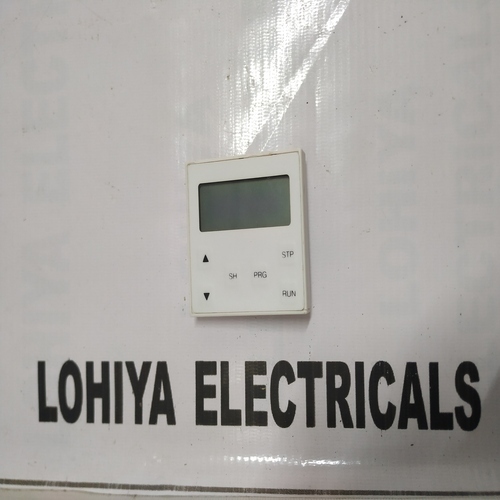 ▲ STP
SH PRG
▼ RUN
LOHIYA ELECTRICALS